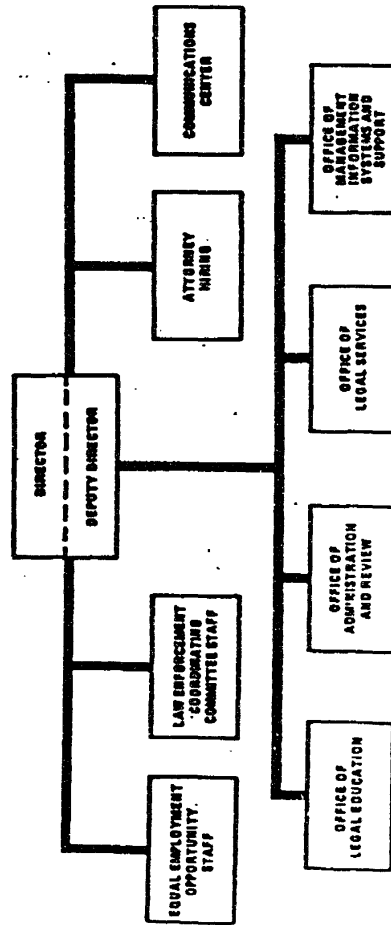 DIRECTOR
DEPUTY DIRECTOR
EQUAL EMPLOYMENT
OPPORTUNITY.
STAFF
LAW ENFORCEMENT
COORDINATING
COMMITTEE STAFF
ATTORNEY
HIRING
COMMUNICATIONS
CENTER
OFFICE OF
LEGAL EDUCATION
OFFICE OF
ADMINISTRATION
AND REVIEW
OFFICE OF
LEGAL SERVICES
OFFICE OF
MANAGEMENT
INFORMATION
SYSTEMS AND
SUPPORT